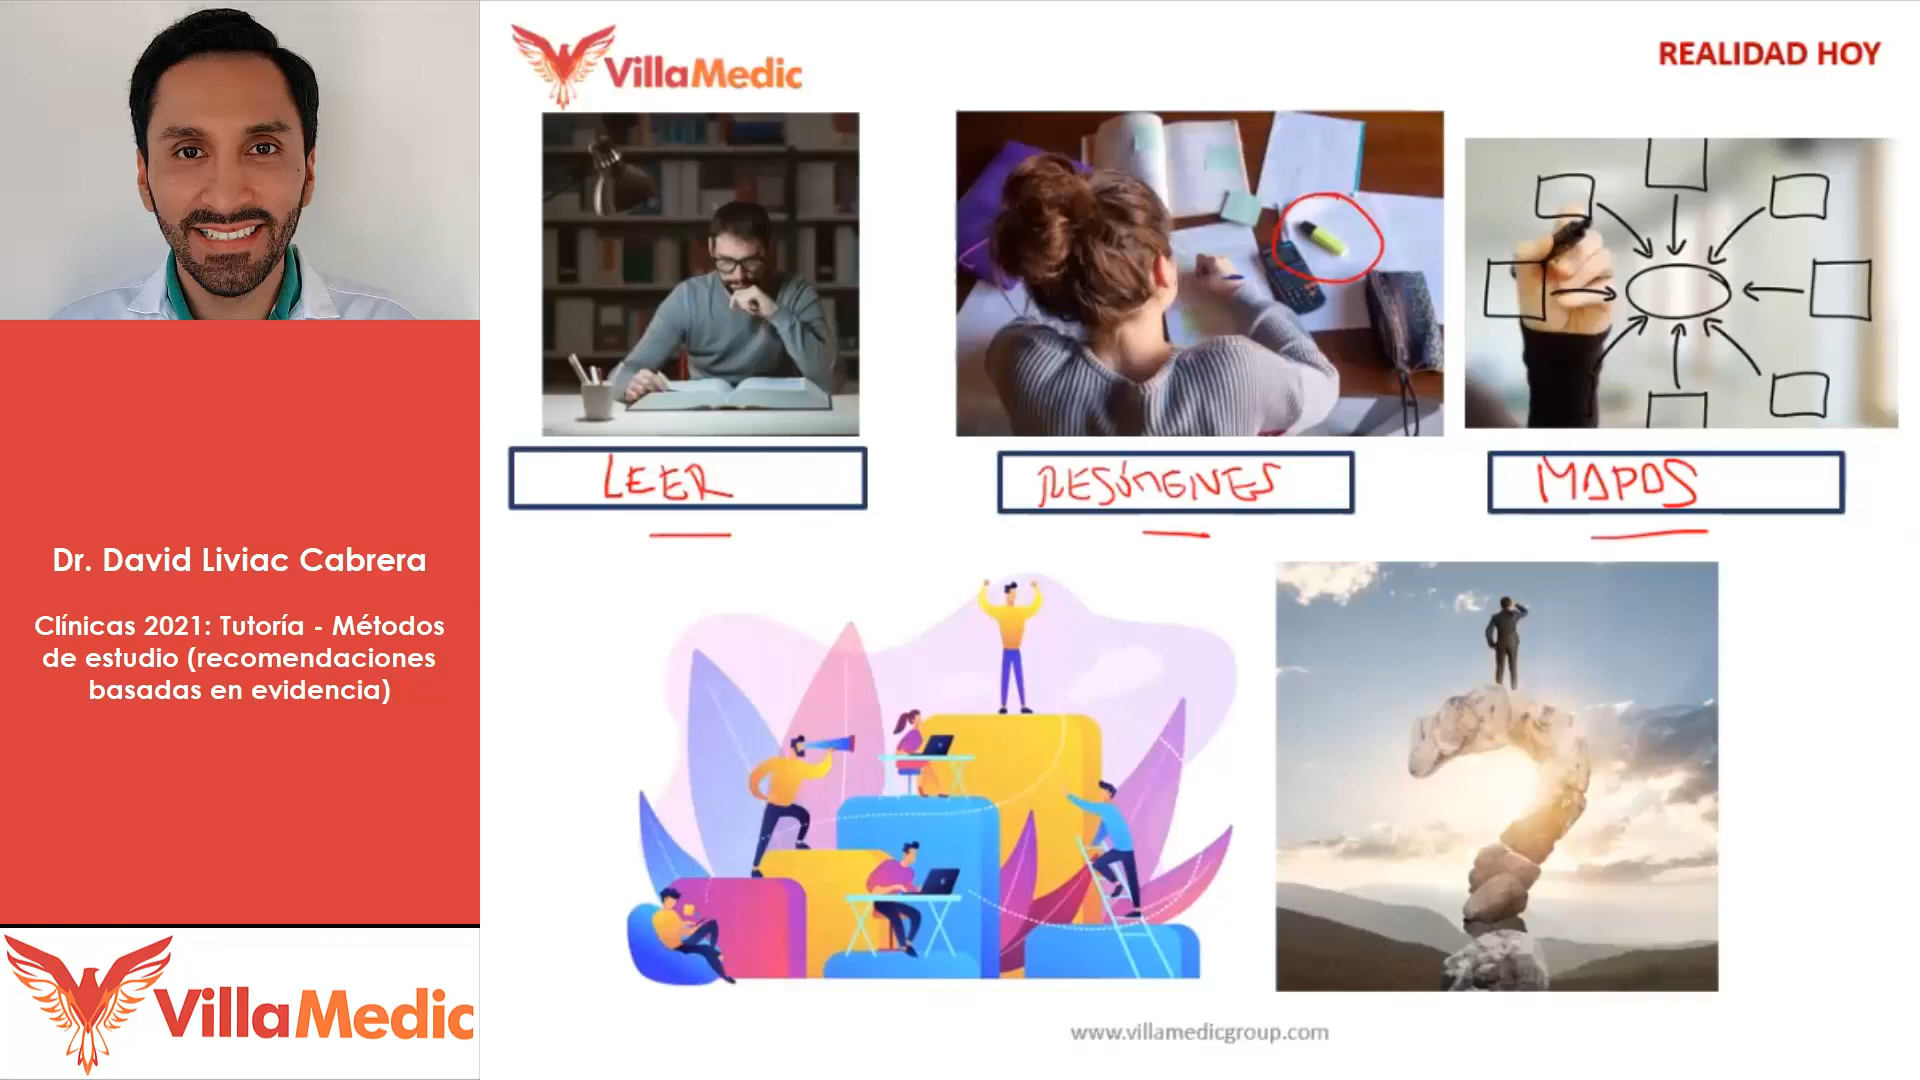 VillaMedic
REALIDAD HOY
LEER
RESÚMENES
MAPAS
Dr. David Liviac Cabrera
Clínicas 2021: Tutoría - Métodos
de estudio (recomendaciones
basadas en evidencia)
VillaMedic
www.villamedicgroup.com